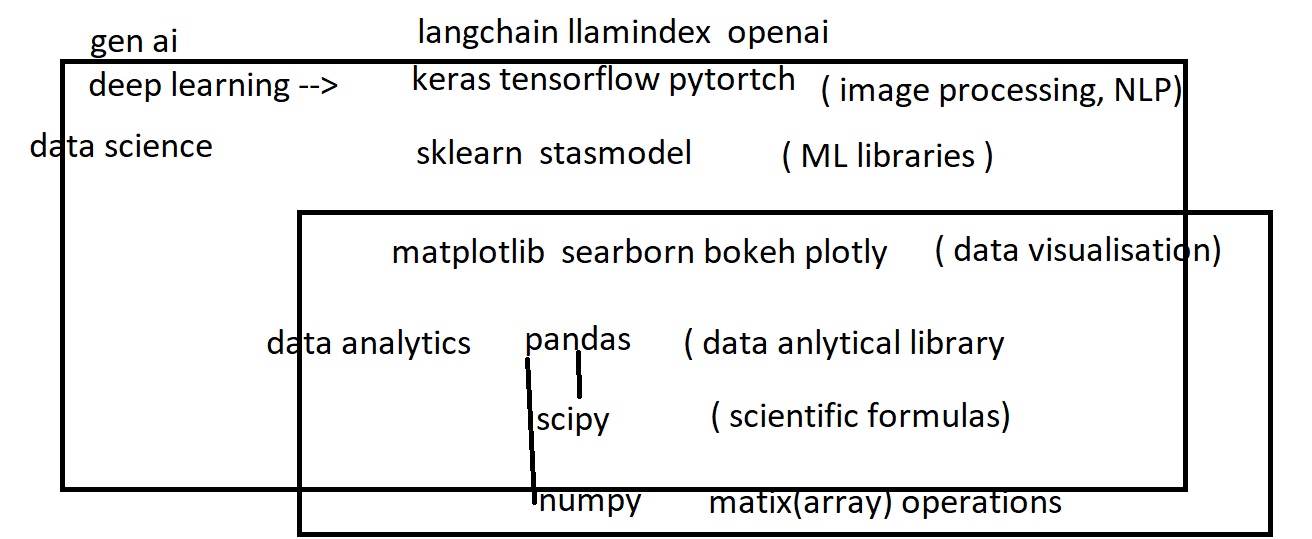 gen ai langchain llamindex openai
deep learning --> keras tensorflow pytortch ( image processing, NLP)
data science sklearn stasmodel ( ML libraries )
matplotlib searborn bokeh plotly ( data visualisation)
data analytics pandas ( data anlytical library
scipy ( scientific formulas)
numpy matix(array) operations